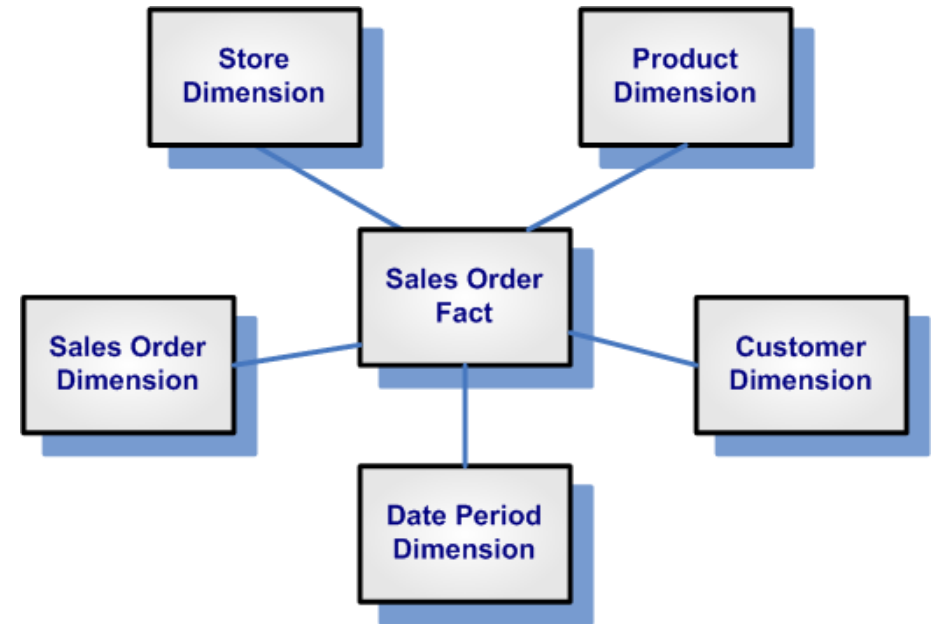 Store
Dimension
Product
Dimension
Sales Order
Fact
Sales Order
Dimension
Customer
Dimension
Date Period
Dimension